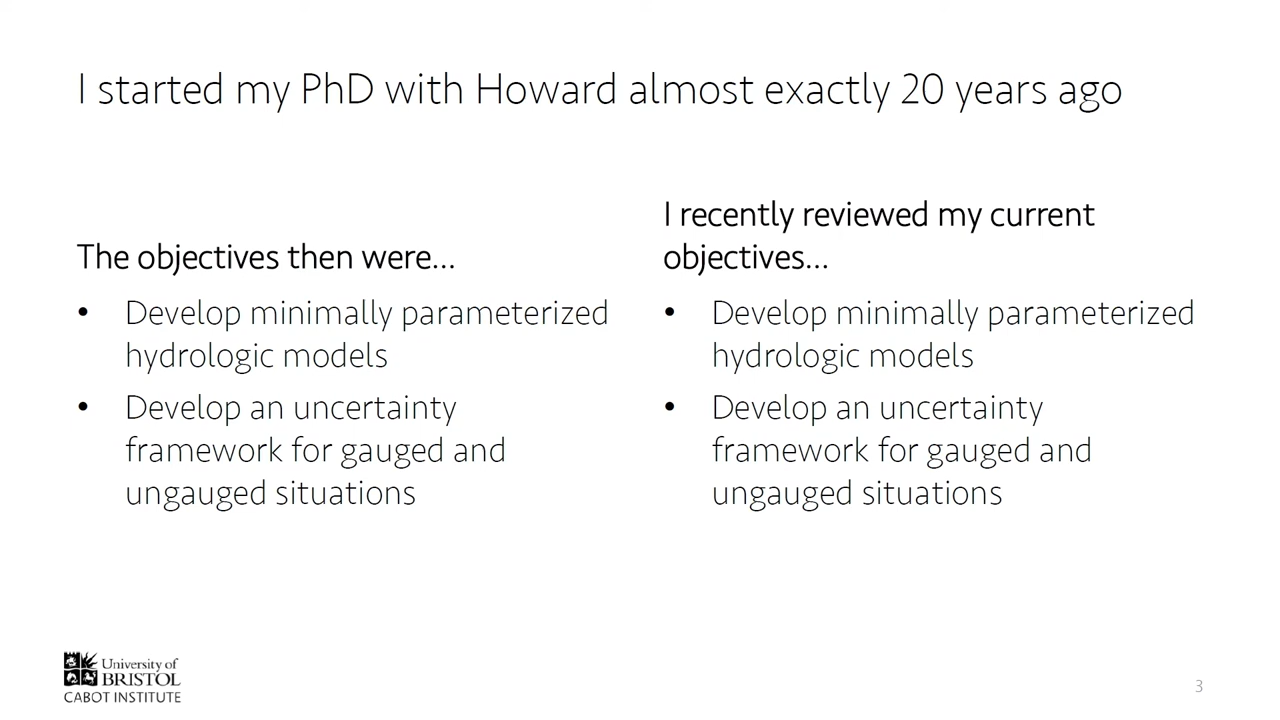 I started my PhD with Howard almost exactly 20 years ago
The objectives then were...
• Develop minimally parameterized
hydrologic models
• Develop an uncertainty
framework for gauged and
ungauged situations
I recently reviewed my current
objectives...
• Develop minimally parameterized
hydrologic models
• Develop an uncertainty
framework for gauged and
ungauged situations
University of
BRISTOL
CABOT INSTITUTE
3